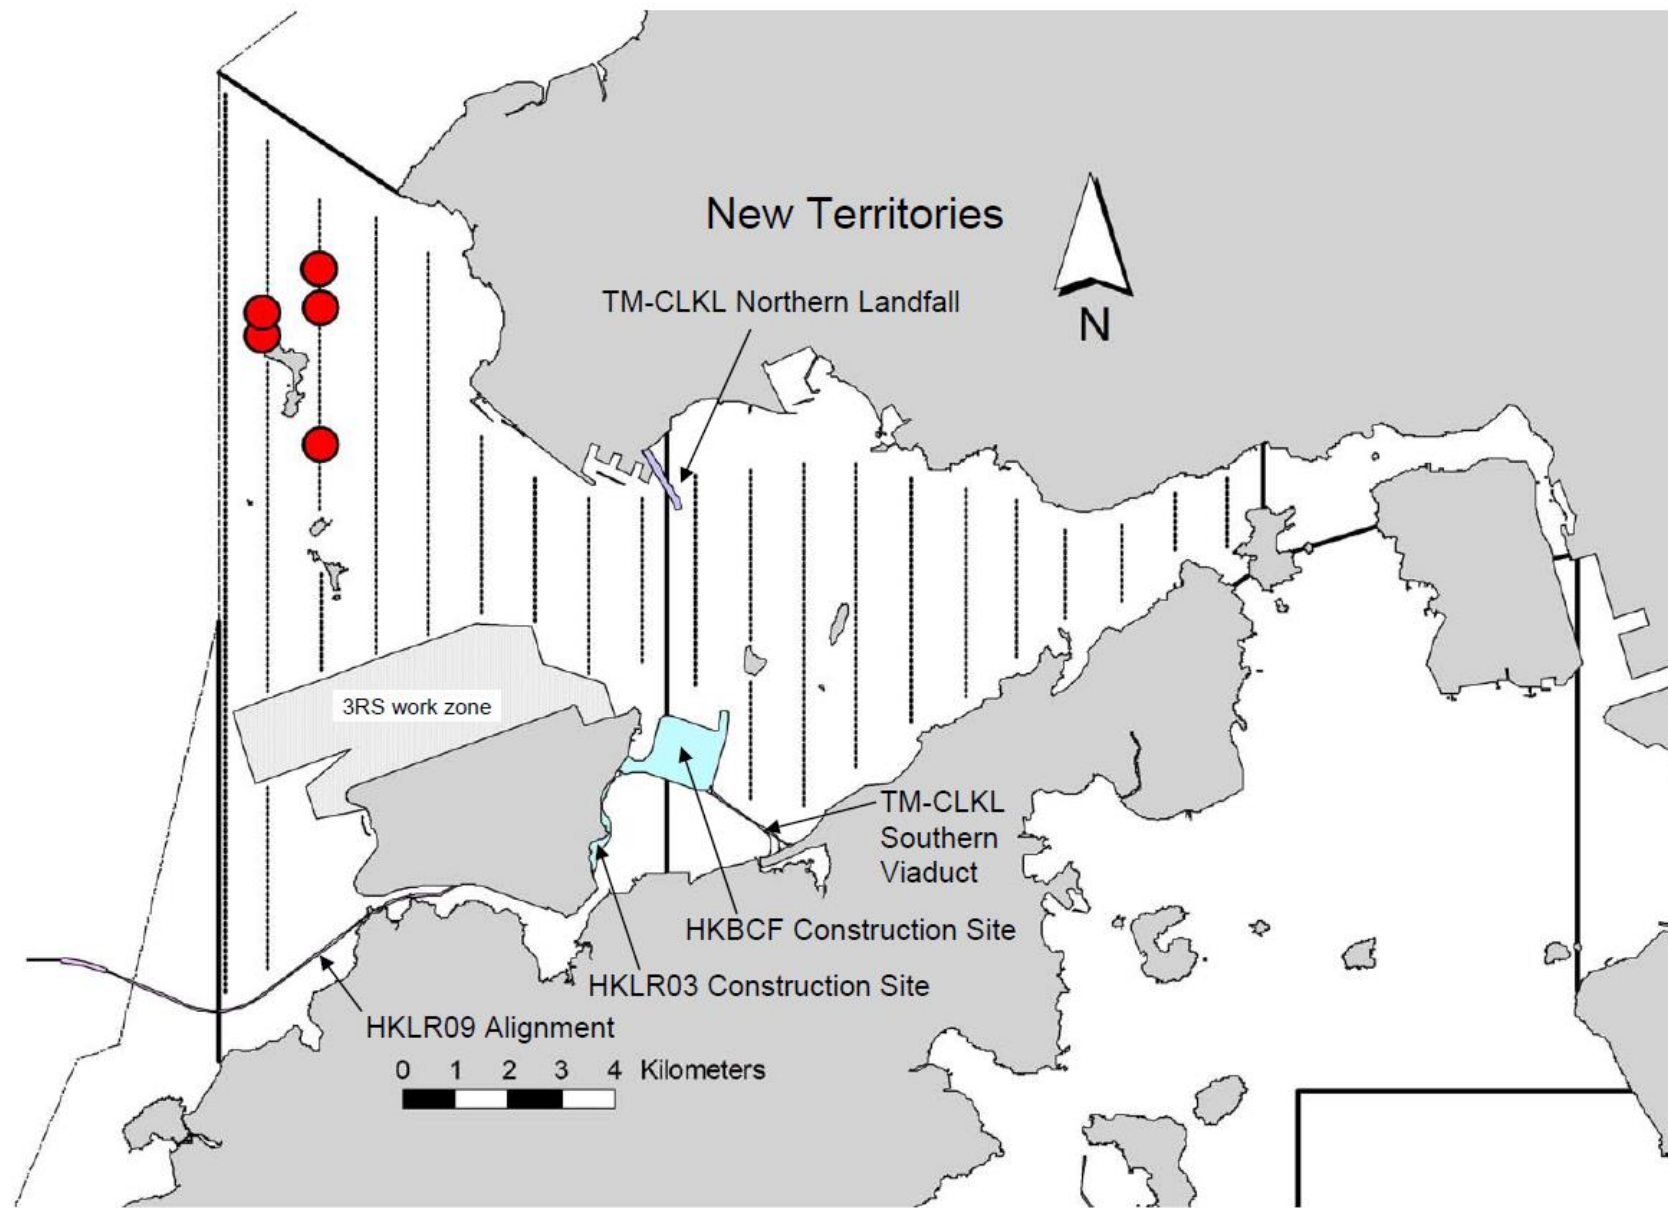 New Territories
TM-CLKL Northern Landfall
N
3RS work zone
TM-CLKL
Southern
Viaduct
HKBCF Construction Site
HKLR03 Construction Site
HKLR09 Alignment
0 1 2 3 4 Kilometers